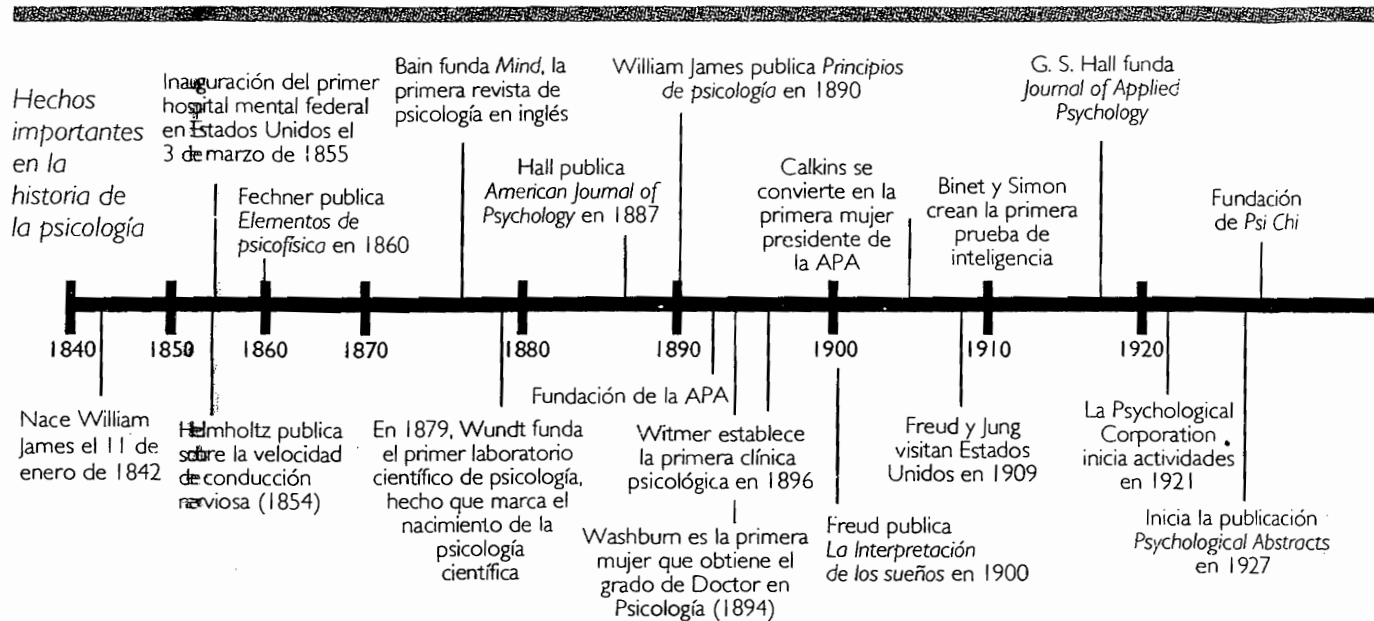 Hechos
importantes
en la
historia de
la psicología
Inauguración del primer
hospital mental federal
en Estados Unidos el
3 de marzo de 1855
Fechner publica
Elementos de
psicofísica en 1860
Bain funda Mind, la
primera revista de
psicología en inglés
Hall publica
American Journal of
Psychology en 1887
William James publica Principios
de psicología en 1890
Calkins se
convierte en la
primera mujer
presidente de
la APA
Binet y Simon
crean la primera
prueba de
inteligencia
G. S. Hall funda
Journal of Applied
Psychology
Fundación
de Psi Chi
1840 1850 1860 1870 1880 1890 1900 1910 1920
Nace William
James el 11 de
enero de 1842
Helmholtz publica
sobre la velocidad
de conducción
nerviosa (1854)
En 1879, Wundt funda
el primer laboratorio
científico de psicología,
hecho que marca el
nacimiento de la
psicología
científica
Fundación de la APA
Witmer establece
la primera clínica
psicológica en 1896
Washburn es la primera
mujer que obtiene el
grado de Doctor en
Psicología (1894)
Freud publica
La Interpretación
de los sueños en 1900
Freud y Jung
visitan Estados
Unidos en 1909
La Psychological
Corporation
inicia actividades
en 1921
Inicia la publicación
Psychological Abstracts
en 1927